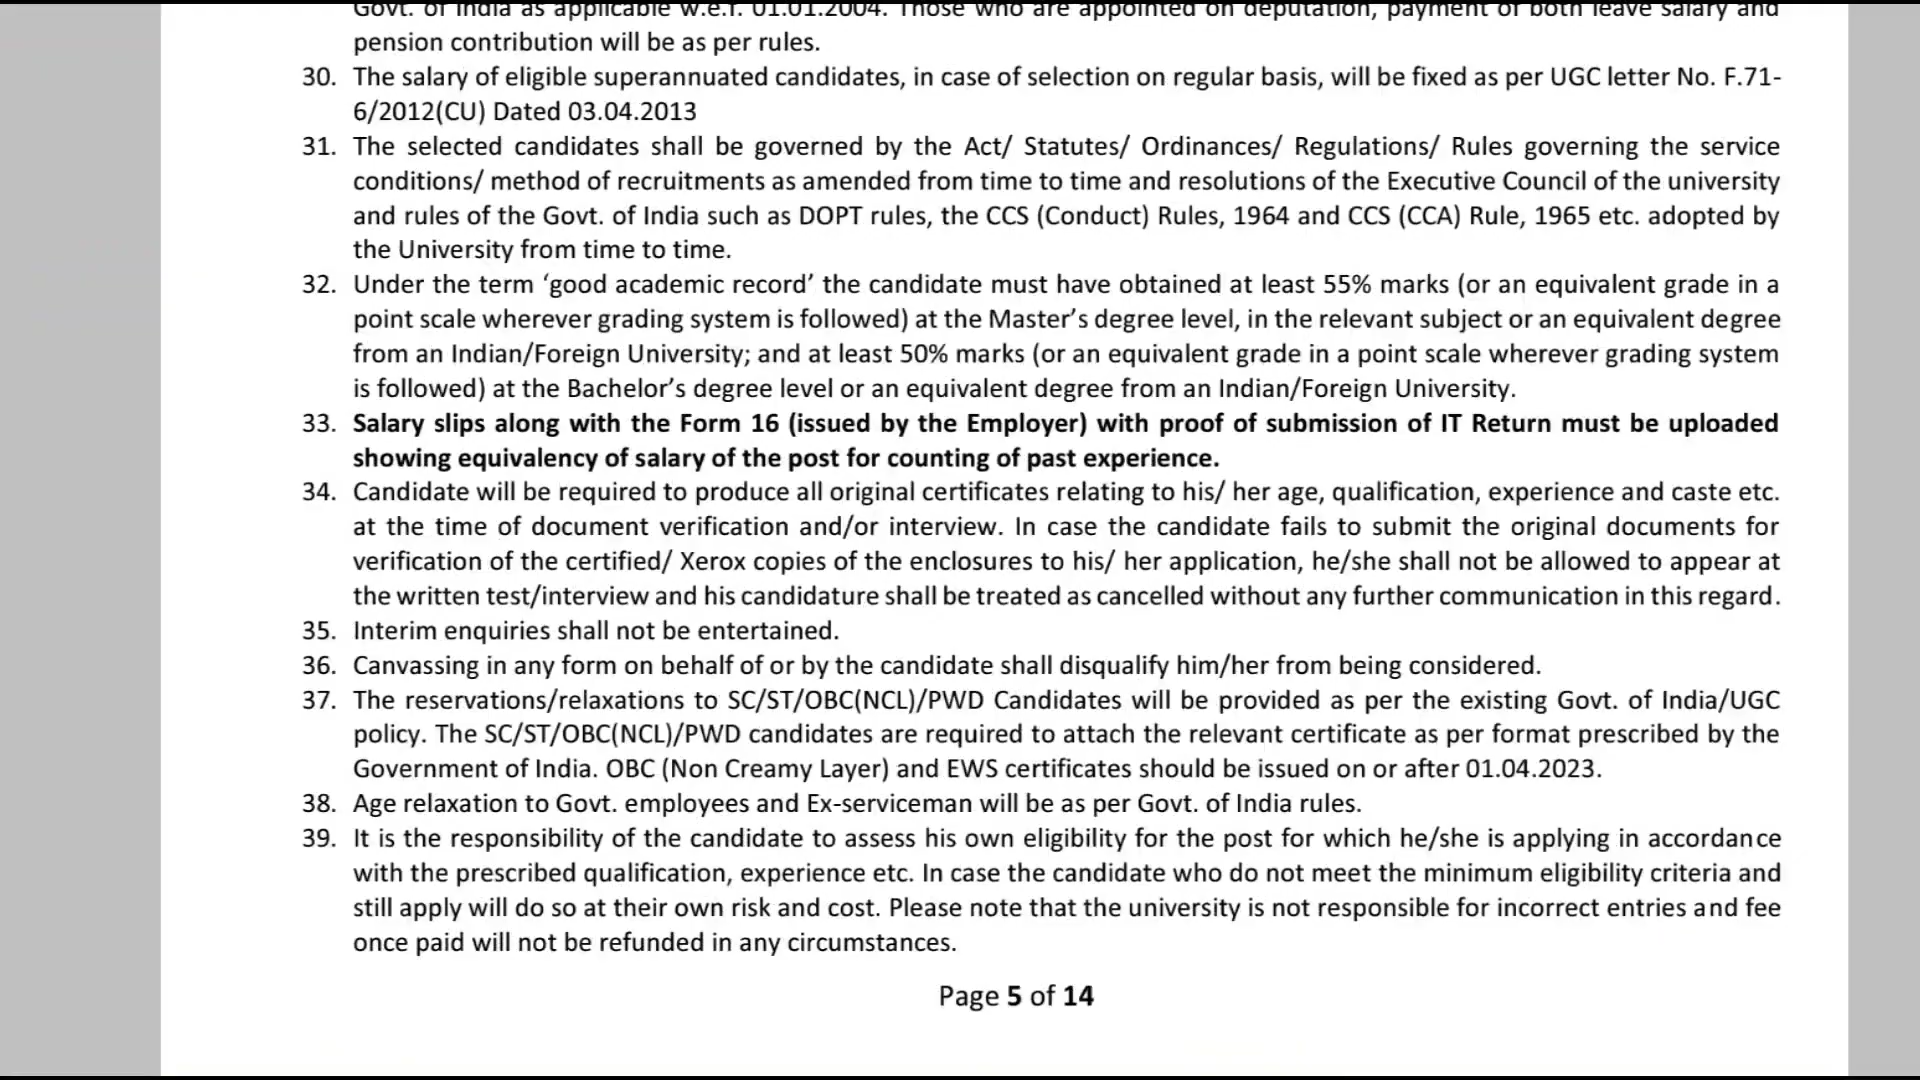 Govt. of India as applicable w.e.f. 01.01.2004. Those who are appointed on deputation, payment of both leave salary and
pension contribution will be as per rules.
30. The salary of eligible superannuated candidates, in case of selection on regular basis, will be fixed as per UGC letter No. F.71-
6/2012(CU) Dated 03.04.2013
31. The selected candidates shall be governed by the Act/ Statutes/ Ordinances/ Regulations/ Rules governing the service
conditions/ method of recruitments as amended from time to time and resolutions of the Executive Council of the university
and rules of the Govt. of India such as DOPT rules, the CCS (Conduct) Rules, 1964 and CCS (CCA) Rule, 1965 etc. adopted by
the University from time to time.
32. Under the term ‘good academic record’ the candidate must have obtained at least 55% marks (or an equivalent grade in a
point scale wherever grading system is followed) at the Master’s degree level, in the relevant subject or an equivalent degree
from an Indian/Foreign University; and at least 50% marks (or an equivalent grade in a point scale wherever grading system
is followed) at the Bachelor’s degree level or an equivalent degree from an Indian/Foreign University.
33. Salary slips along with the Form 16 (issued by the Employer) with proof of submission of IT Return must be uploaded
showing equivalency of salary of the post for counting of past experience.
34. Candidate will be required to produce all original certificates relating to his/ her age, qualification, experience and caste etc.
at the time of document verification and/or interview. In case the candidate fails to submit the original documents for
verification of the certified/ Xerox copies of the enclosures to his/ her application, he/she shall not be allowed to appear at
the written test/interview and his candidature shall be treated as cancelled without any further communication in this regard.
35. Interim enquiries shall not be entertained.
36. Canvassing in any form on behalf of or by the candidate shall disqualify him/her from being considered.
37. The reservations/relaxations to SC/ST/OBC(NCL)/PWD Candidates will be provided as per the existing Govt. of India/UGC
policy. The SC/ST/OBC(NCL)/PWD candidates are required to attach the relevant certificate as per format prescribed by the
Government of India. OBC (Non Creamy Layer) and EWS certificates should be issued on or after 01.04.2023.
38. Age relaxation to Govt. employees and Ex-serviceman will be as per Govt. of India rules.
39. It is the responsibility of the candidate to assess his own eligibility for the post for which he/she is applying in accordance
with the prescribed qualification, experience etc. In case the candidate who do not meet the minimum eligibility criteria and
still apply will do so at their own risk and cost. Please note that the university is not responsible for incorrect entries and fee
once paid will not be refunded in any circumstances.
Page 5 of 14